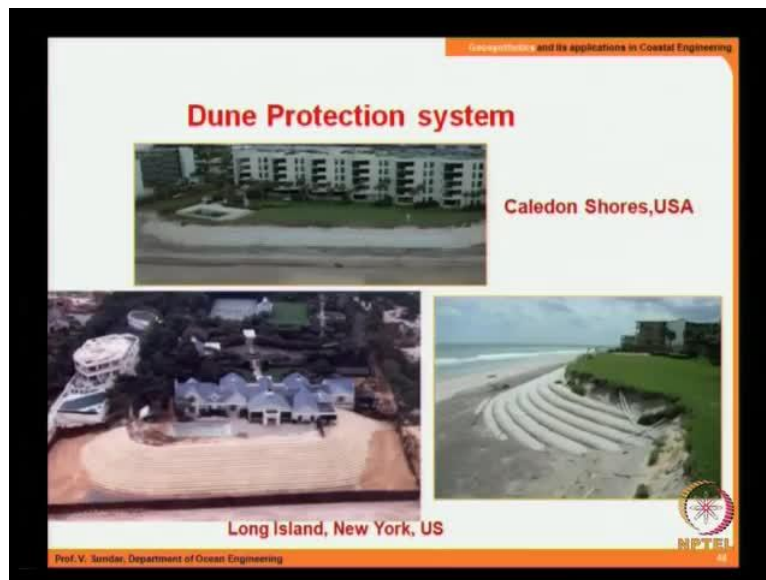 Geosynthetics and its applications in Coastal Engineering
Dune Protection system
Caledon Shores,USA
Long Island, New York, US
NPTEL
Prof. V. Sundar, Department of Ocean Engineering